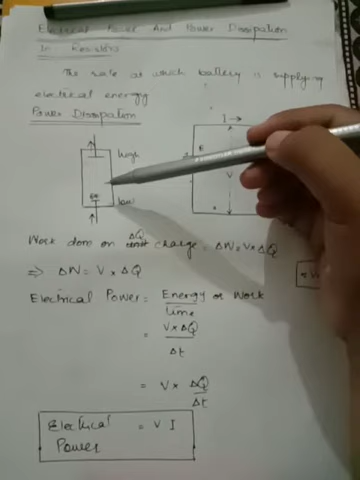 Electrical Power And Power Dissipation
In Resistors
The rate at which battery is supplying
electrical energy
Power Dissipation
I →
high
E
V
low
Work done on ΔQ charge = ΔW = V × ΔQ
⇒ ΔW = V × ΔQ
Electrical Power = Energy or Work
Time
= V × ΔQ
Δt
= V × ΔQ
Δt
Electrical = V I
Power